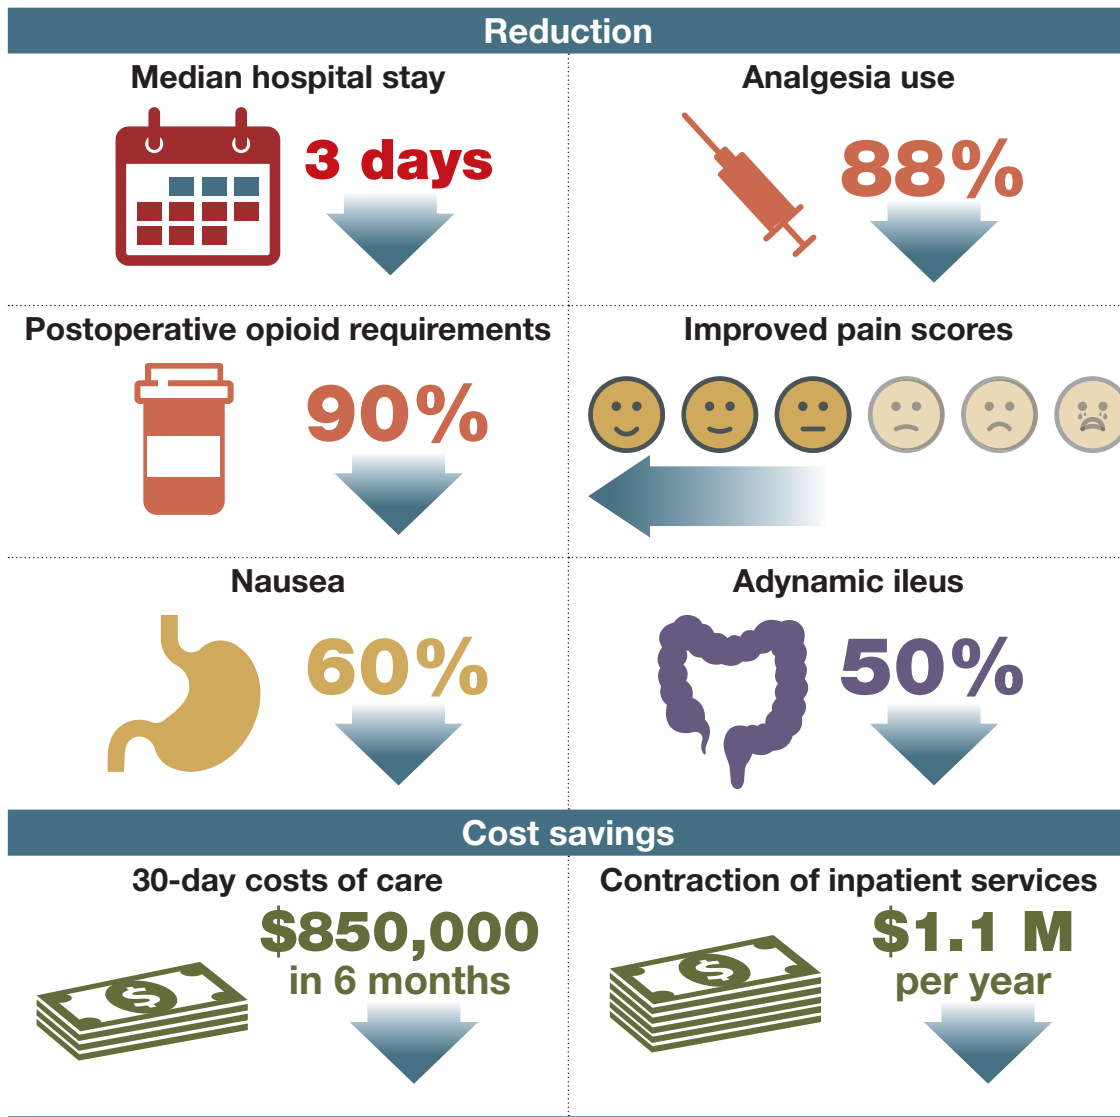 Reduction
Median hospital stay
3 days
Analgesia use
88%
Postoperative opioid requirements
90%
Improved pain scores
Nausea
60%
Adynamic ileus
50%
Cost savings
30-day costs of care
$850,000
in 6 months
$
Contraction of inpatient services
$1.1 M
per year
$